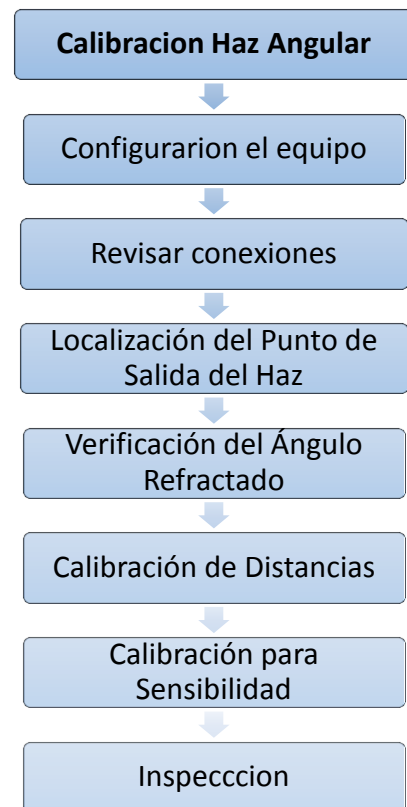 Calibracion Haz Angular
Configurarion el equipo
Revisar conexiones
Localización del Punto de
Salida del Haz
Verificación del Ángulo
Refractado
Calibración de Distancias
Calibración para
Sensibilidad
Inspecccion